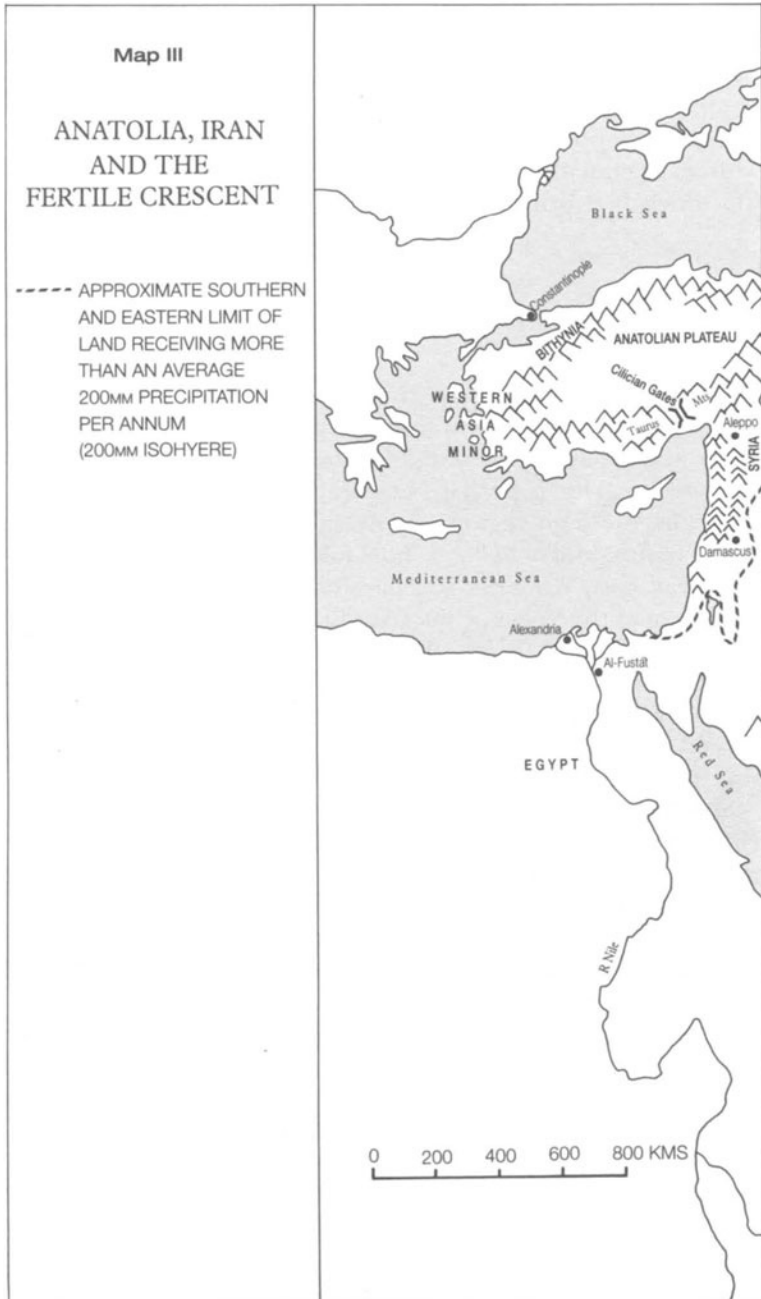 Map III
ANATOLIA, IRAN
AND THE
FERTILE CRESCENT
----- APPROXIMATE SOUTHERN
AND EASTERN LIMIT OF
LAND RECEIVING MORE
THAN AN AVERAGE
200MM PRECIPITATION
PER ANNUM
(200MM ISOHYERE)
Black Sea
Constantinople
BITHYNIA
ANATOLIAN PLATEAU
Cilician Gates
WESTERN
ASIA
MINOR
Taurus
Mts
Aleppo
SYRIA
Damascus
Mediterranean Sea
Alexandria
Al-Fustāt
EGYPT
Red Sea
R Nile
0 200 400 600 800 KMS